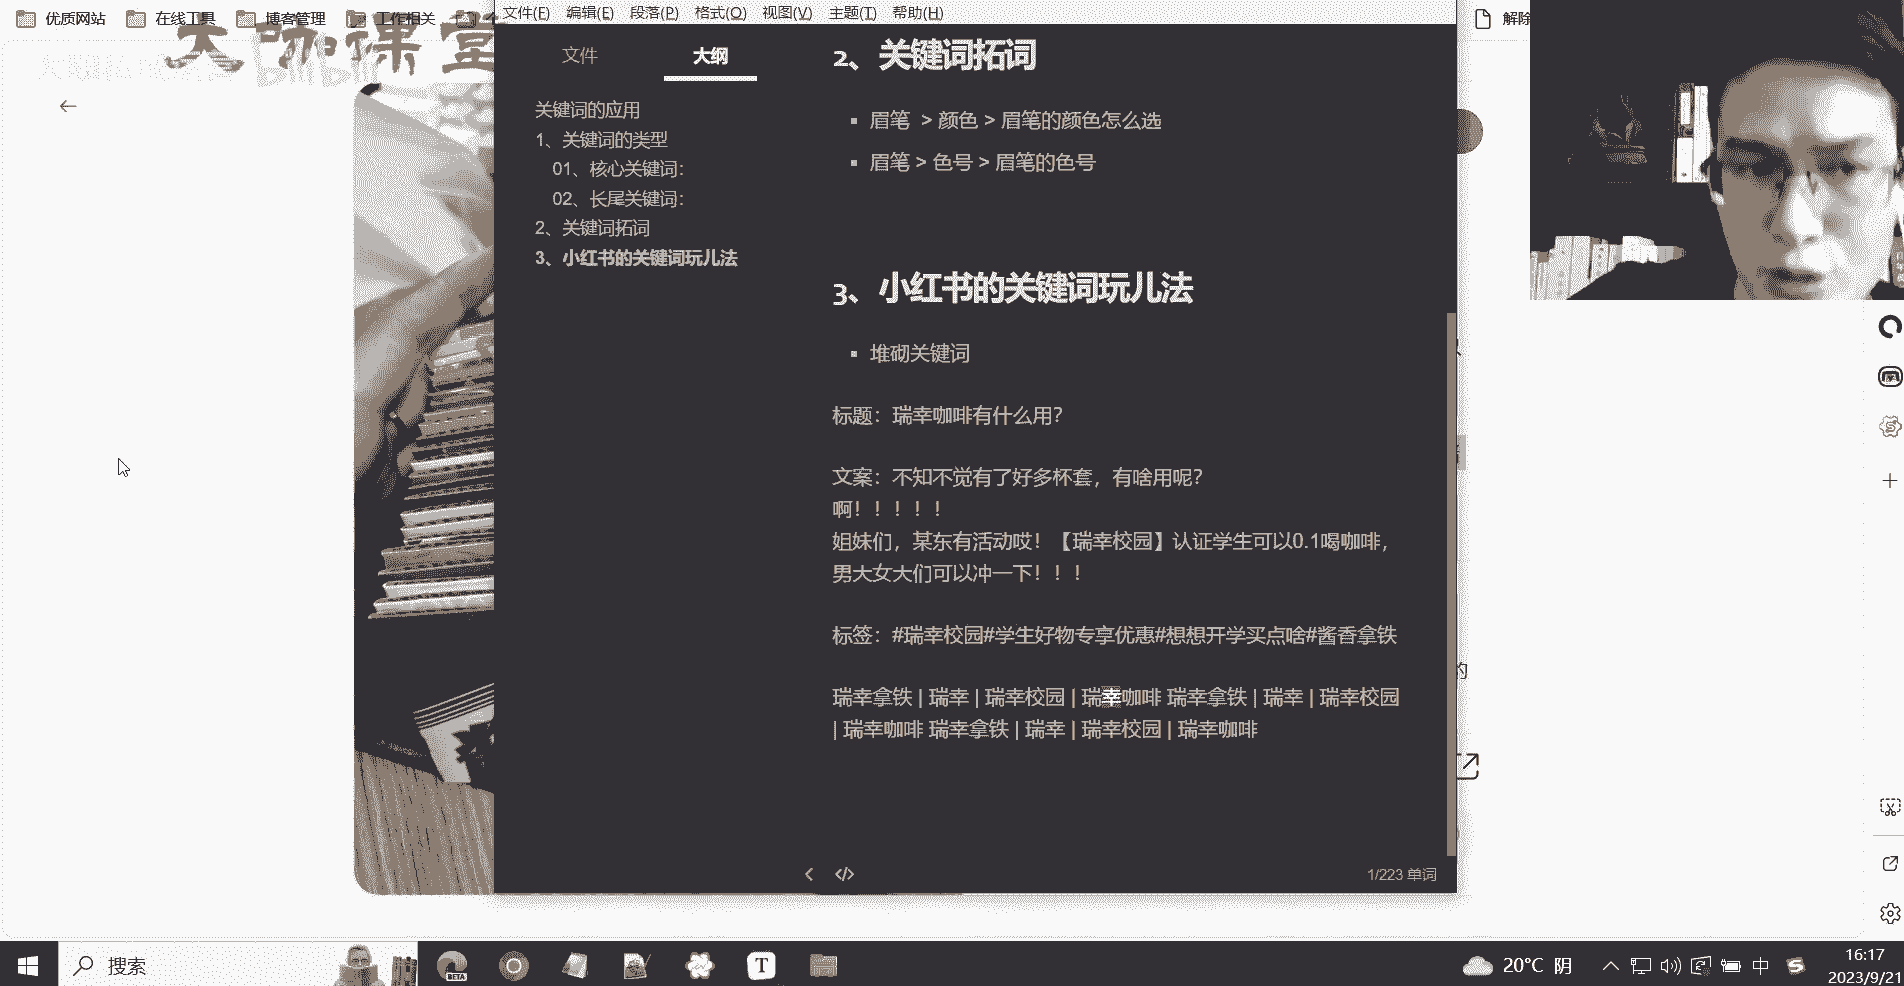 优质网站
在线工具
博客管理
工作相关
解除
大咖课堂
bilibili
文件(F) 编辑(E) 段落(P) 格式(O) 视图(V) 主题(T) 帮助(H)
文件
大纲
关键词的应用
1、关键词的类型
01、核心关键词：
02、长尾关键词：
2、关键词拓词
3、小红书的关键词玩儿法
2、关键词拓词
眉笔 > 颜色 > 眉笔的颜色怎么选
眉笔 > 色号 > 眉笔的色号
3、小红书的关键词玩儿法
堆砌关键词
标题：瑞幸咖啡有什么用？
文案：不知不觉有了好多杯套，有啥用呢？
啊！！！！！
姐妹们，某东有活动哎！【瑞幸校园】认证学生可以0.1喝咖啡，
男大女大们可以冲一下！！！
标签：#瑞幸校园#学生好物专享优惠#想想开学买点啥#酱香拿铁
瑞幸拿铁 | 瑞幸 | 瑞幸校园 | 瑞幸咖啡 瑞幸拿铁 | 瑞幸 | 瑞幸校园
| 瑞幸咖啡 瑞幸拿铁 | 瑞幸 | 瑞幸校园 | 瑞幸咖啡
1/223 单词
的
搜索
BETA
T
20°C 阴
中
16:17
2023/9/21